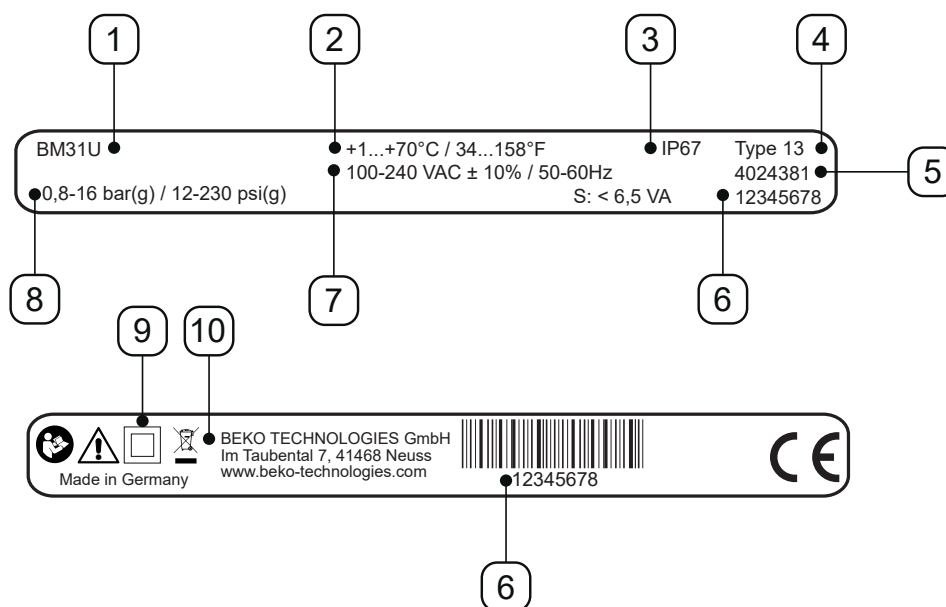 1 2 3 4
BM31U +1...+70°C / 34...158°F IP67 Type 13
100-240 VAC ± 10% / 50-60Hz 4024381 5
0,8-16 bar(g) / 12-230 psi(g) S: < 6,5 VA 12345678
8 7 6
9 10
BEKO TECHNOLOGIES GmbH
Im Taubental 7, 41468 Neuss
www.beko-technologies.com
Made in Germany
12345678
CE
6